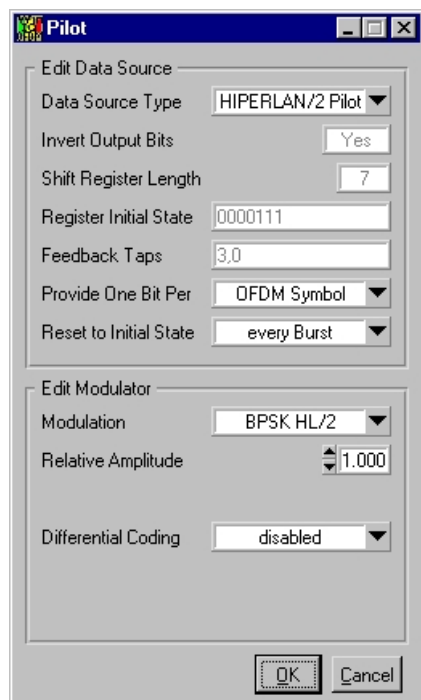 Pilot
Edit Data Source
Data Source Type HIPERLAN/2 Pilot
Invert Output Bits Yes
Shift Register Length 7
Register Initial State 0000111
Feedback Taps 3,0
Provide One Bit Per OFDM Symbol
Reset to Initial State every Burst
Edit Modulator
Modulation BPSK HL/2
Relative Amplitude 1.000
Differential Coding disabled
OK Cancel